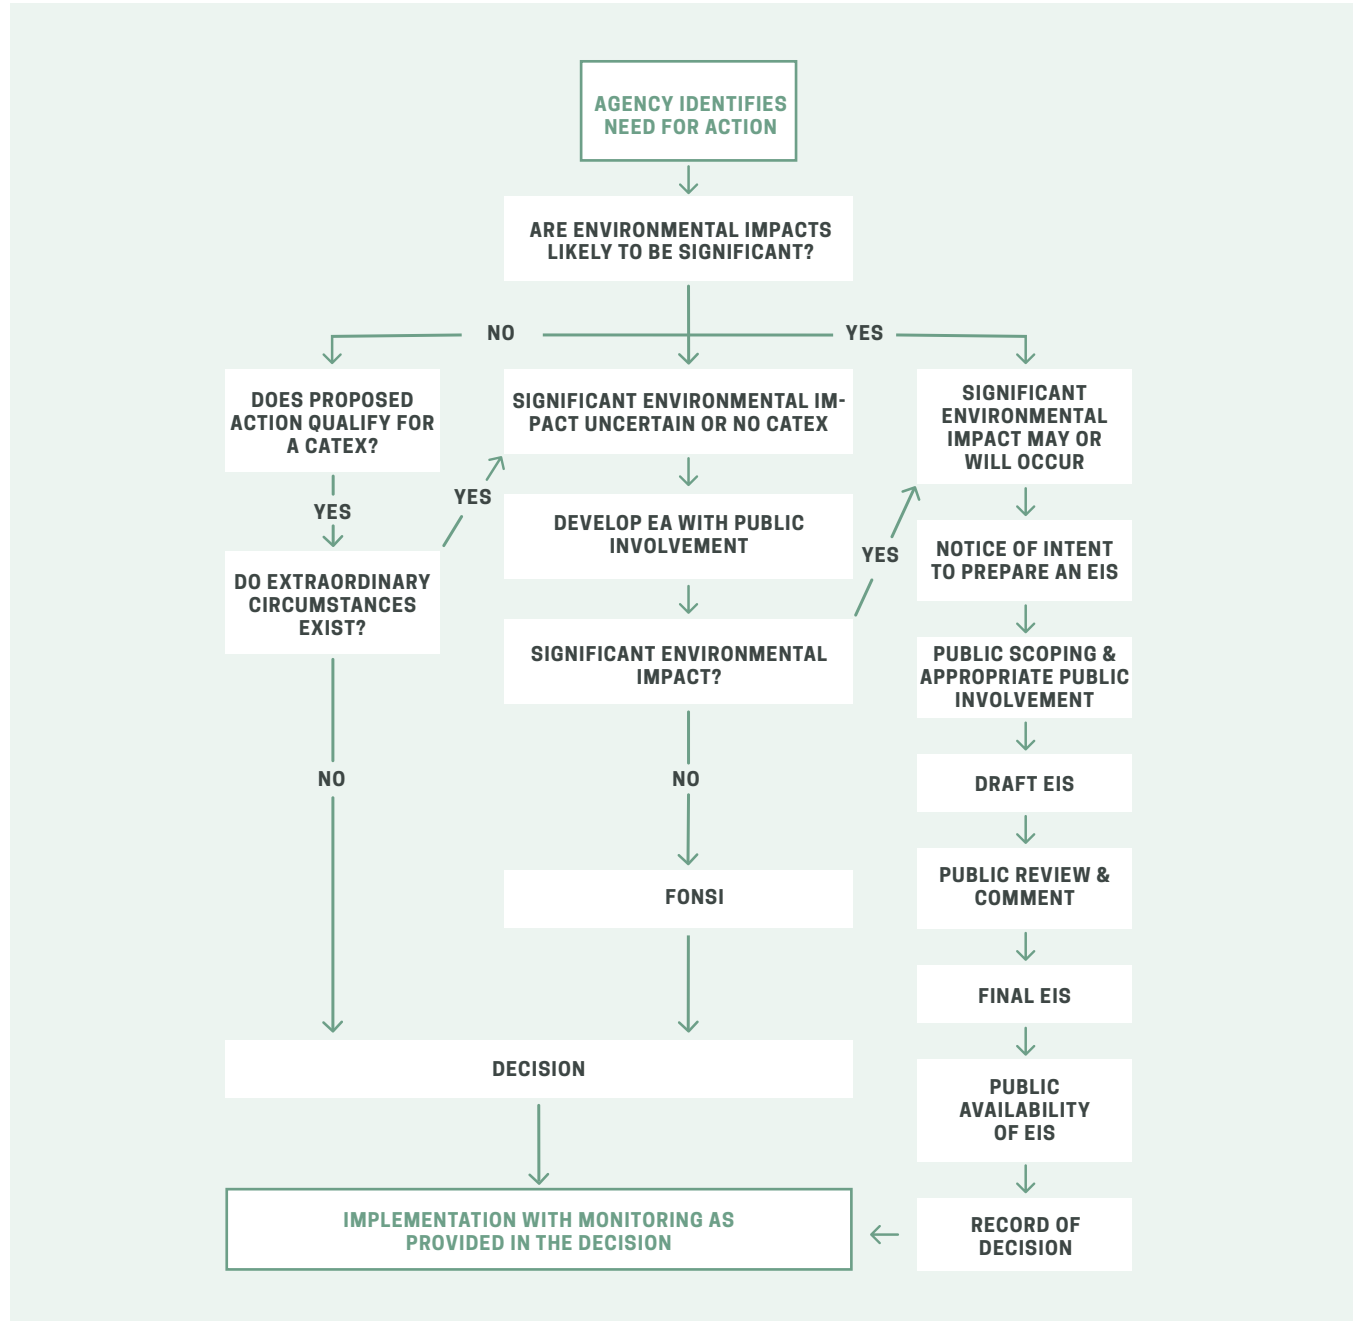 AGENCY IDENTIFIES
NEED FOR ACTION
ARE ENVIRONMENTAL IMPACTS
LIKELY TO BE SIGNIFICANT?
NO
YES
DOES PROPOSED
ACTION QUALIFY FOR
A CATEX?
YES
DO EXTRAORDINARY
CIRCUMSTANCES
EXIST?
YES
NO
SIGNIFICANT ENVIRONMENTAL IM-
PACT UNCERTAIN OR NO CATEX
DEVELOP EA WITH PUBLIC
INVOLVEMENT
SIGNIFICANT ENVIRONMENTAL
IMPACT?
YES
NO
FONSI
DECISION
SIGNIFICANT
ENVIRONMENTAL
IMPACT MAY OR
WILL OCCUR
NOTICE OF INTENT
TO PREPARE AN EIS
PUBLIC SCOPING &
APPROPRIATE PUBLIC
INVOLVEMENT
DRAFT EIS
PUBLIC REVIEW &
COMMENT
FINAL EIS
PUBLIC
AVAILABILITY
OF EIS
RECORD OF
DECISION
IMPLEMENTATION WITH MONITORING AS
PROVIDED IN THE DECISION